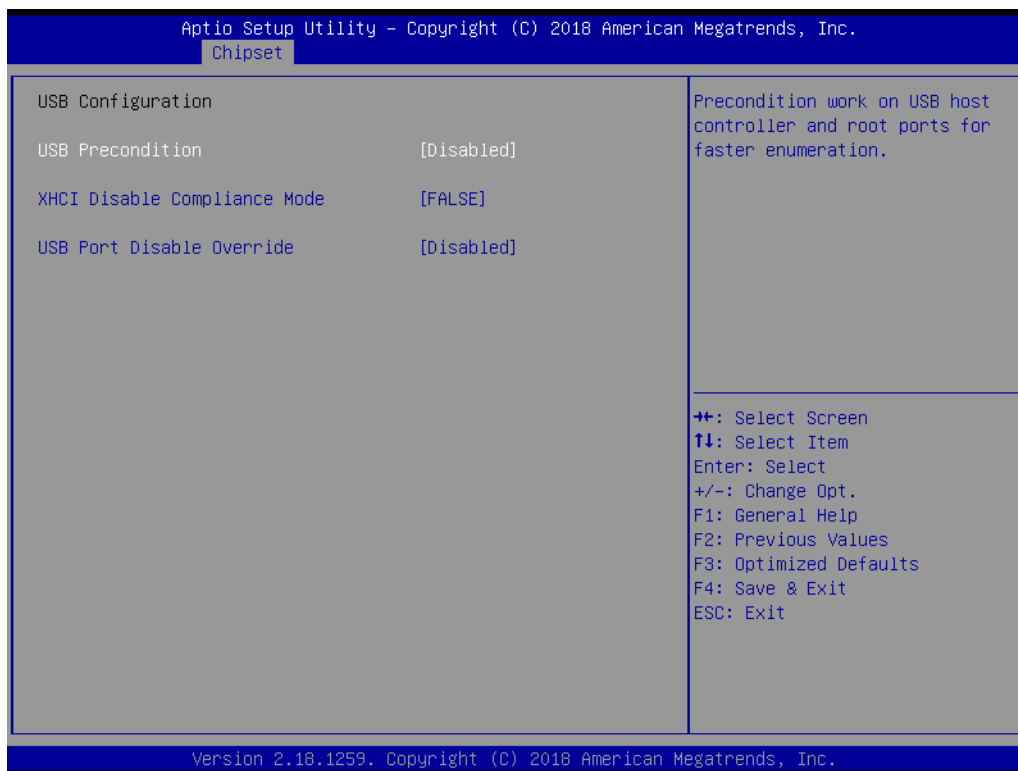 Aptio Setup Utility – Copyright (C) 2018 American Megatrends, Inc.
Chipset
USB Configuration
USB Precondition [Disabled]
XHCI Disable Compliance Mode [FALSE]
USB Port Disable Override [Disabled]
Precondition work on USB host
controller and root ports for
faster enumeration.
→←: Select Screen
↑↓: Select Item
Enter: Select
+/-: Change Opt.
F1: General Help
F2: Previous Values
F3: Optimized Defaults
F4: Save & Exit
ESC: Exit
Version 2.18.1259. Copyright (C) 2018 American Megatrends, Inc.